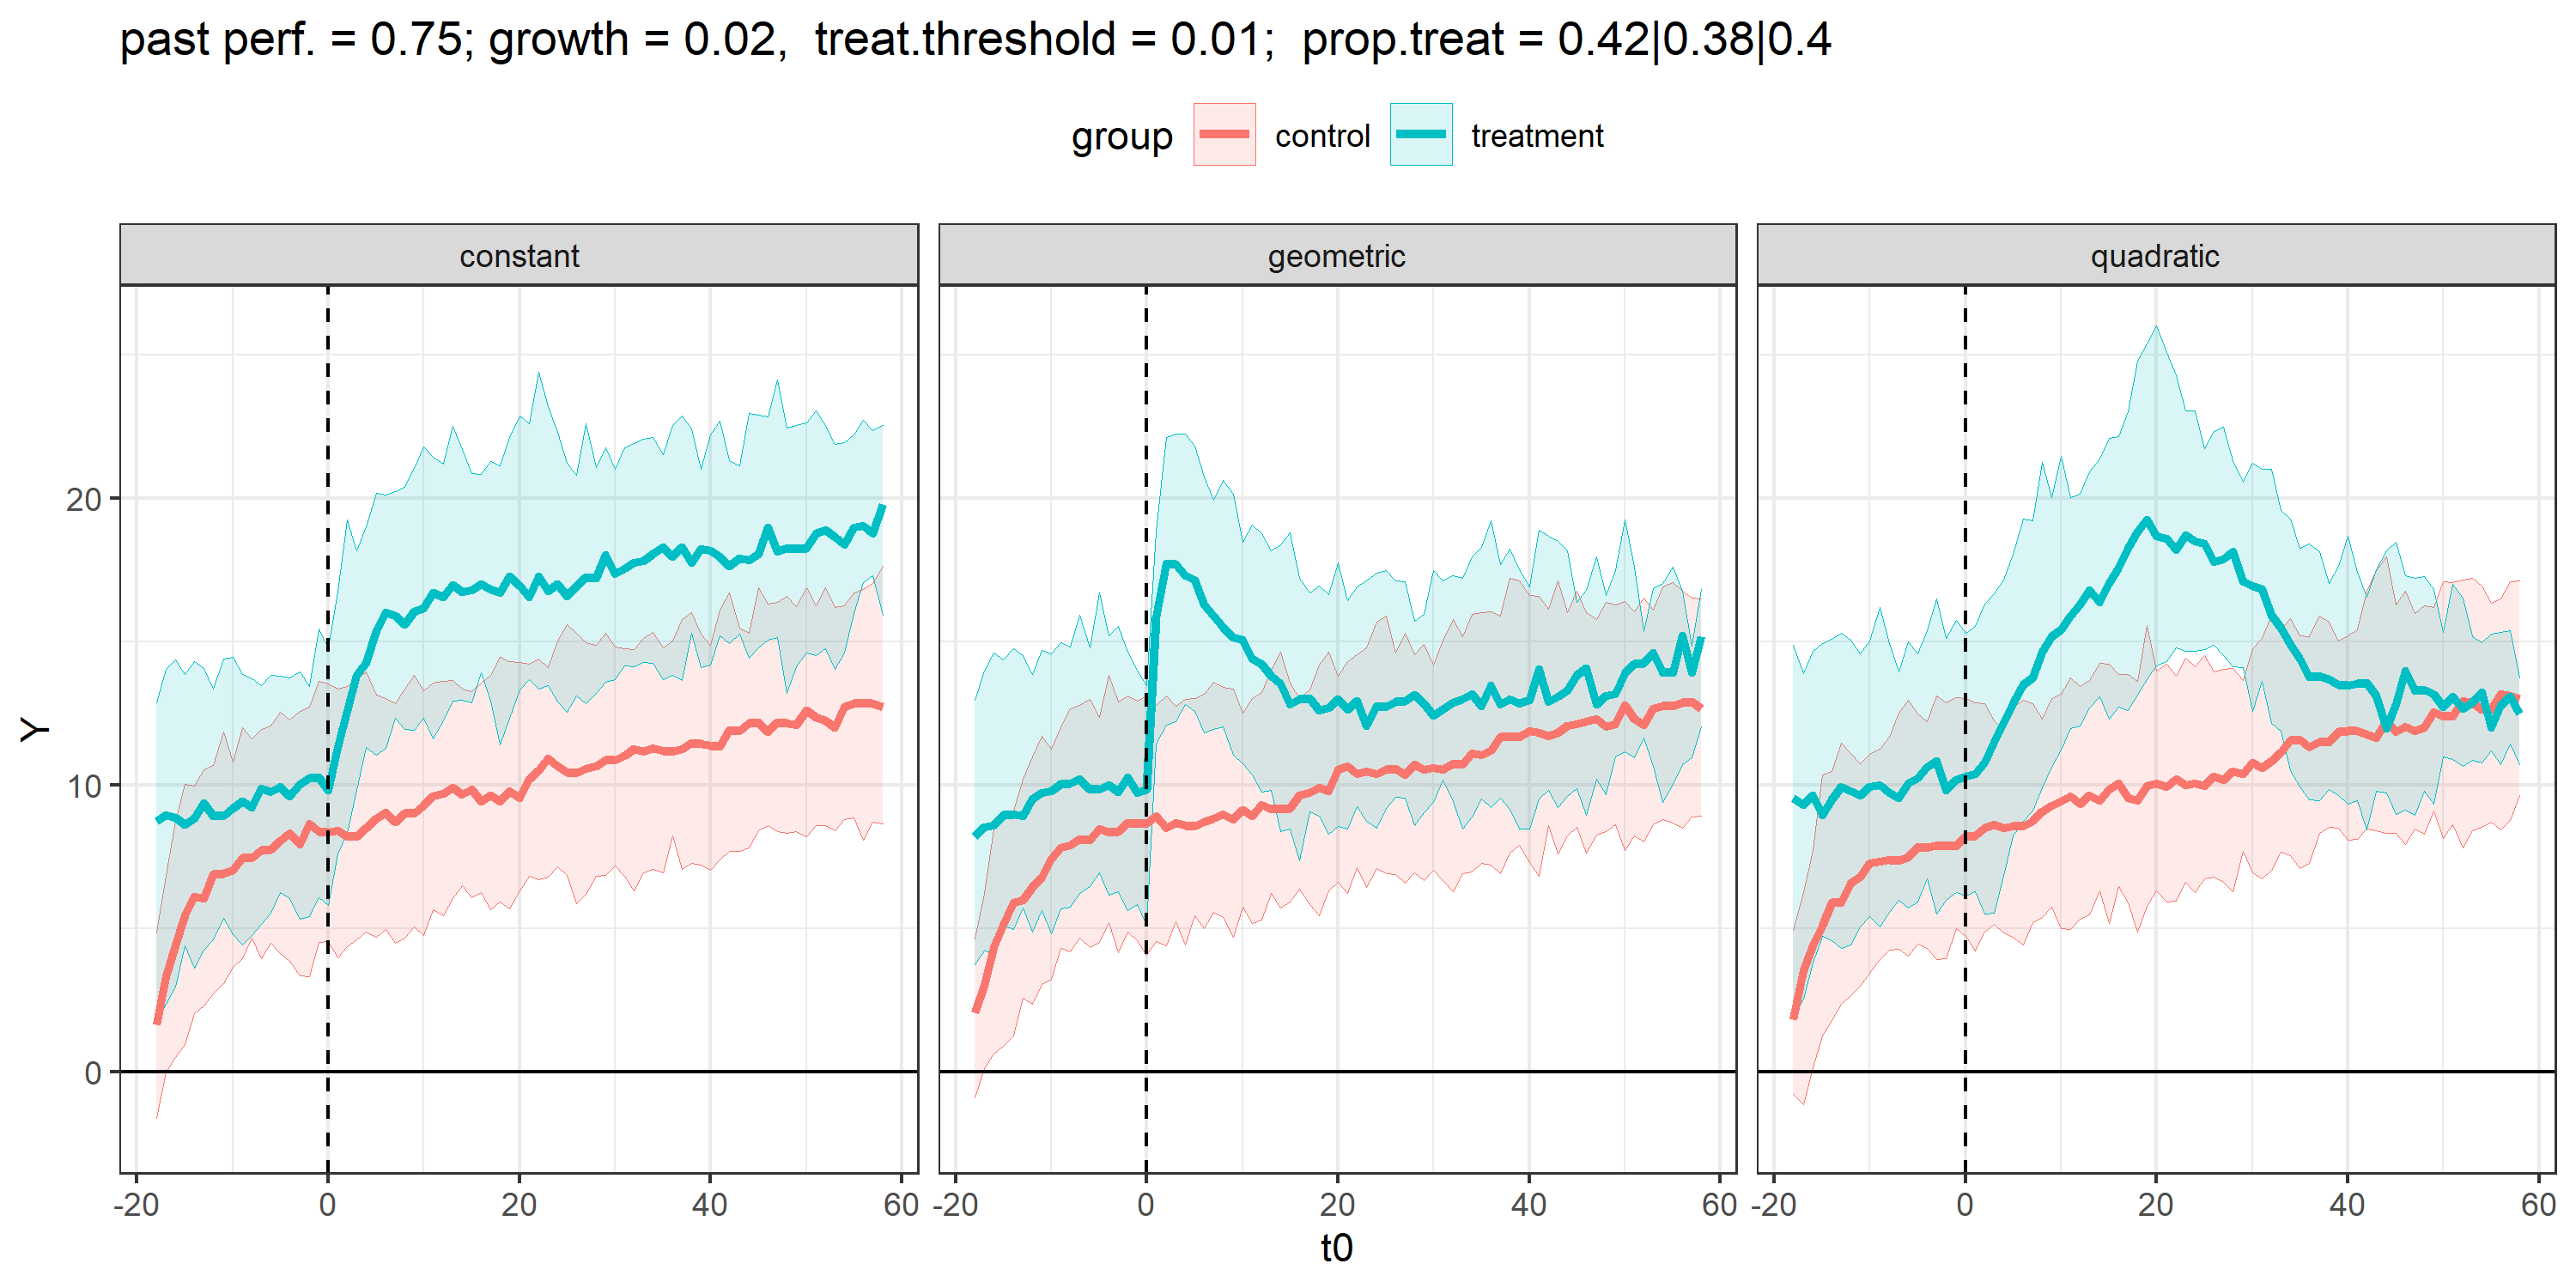 past perf. = 0.75; growth = 0.02,  treat.threshold = 0.01;  prop.treat = 0.42|0.38|0.4
group control treatment
constant geometric quadratic
20
10
0
Y
-20 0 20 40 60 -20 0 20 40 60 -20 0 20 40 60
t0